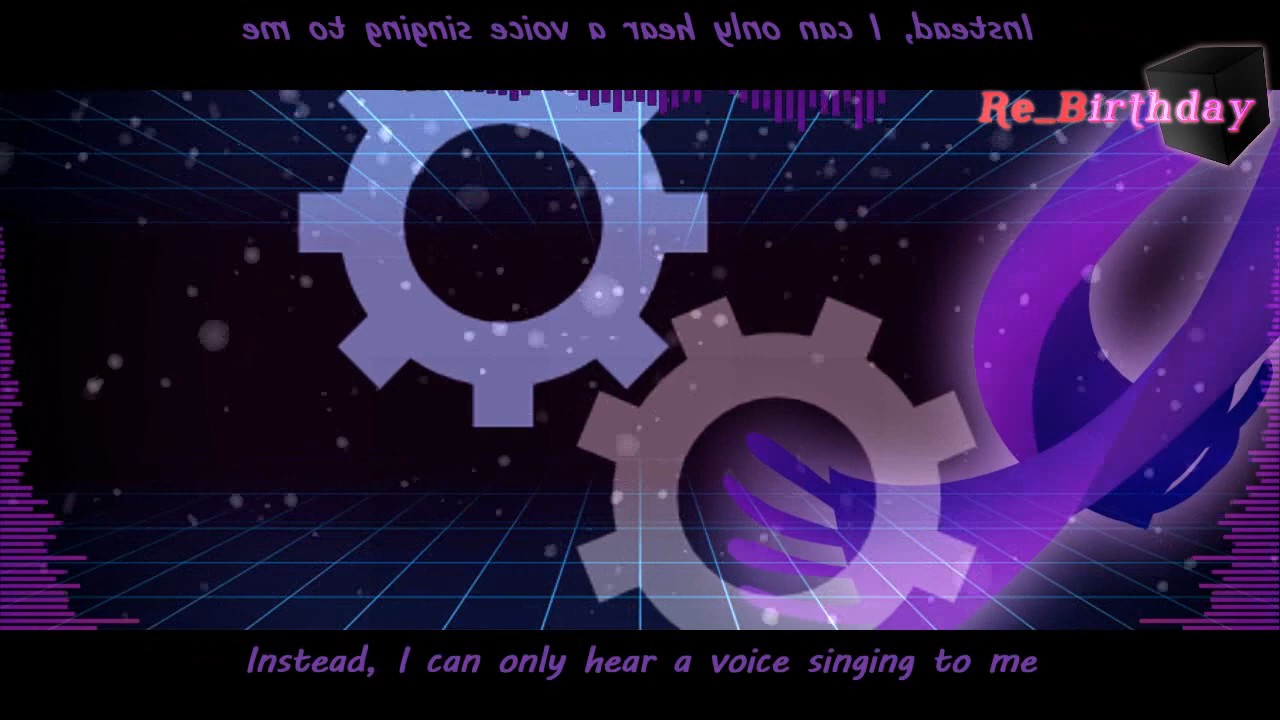 Instead, I can only hear a voice singing to me
Re_Birthday
Instead, I can only hear a voice singing to me